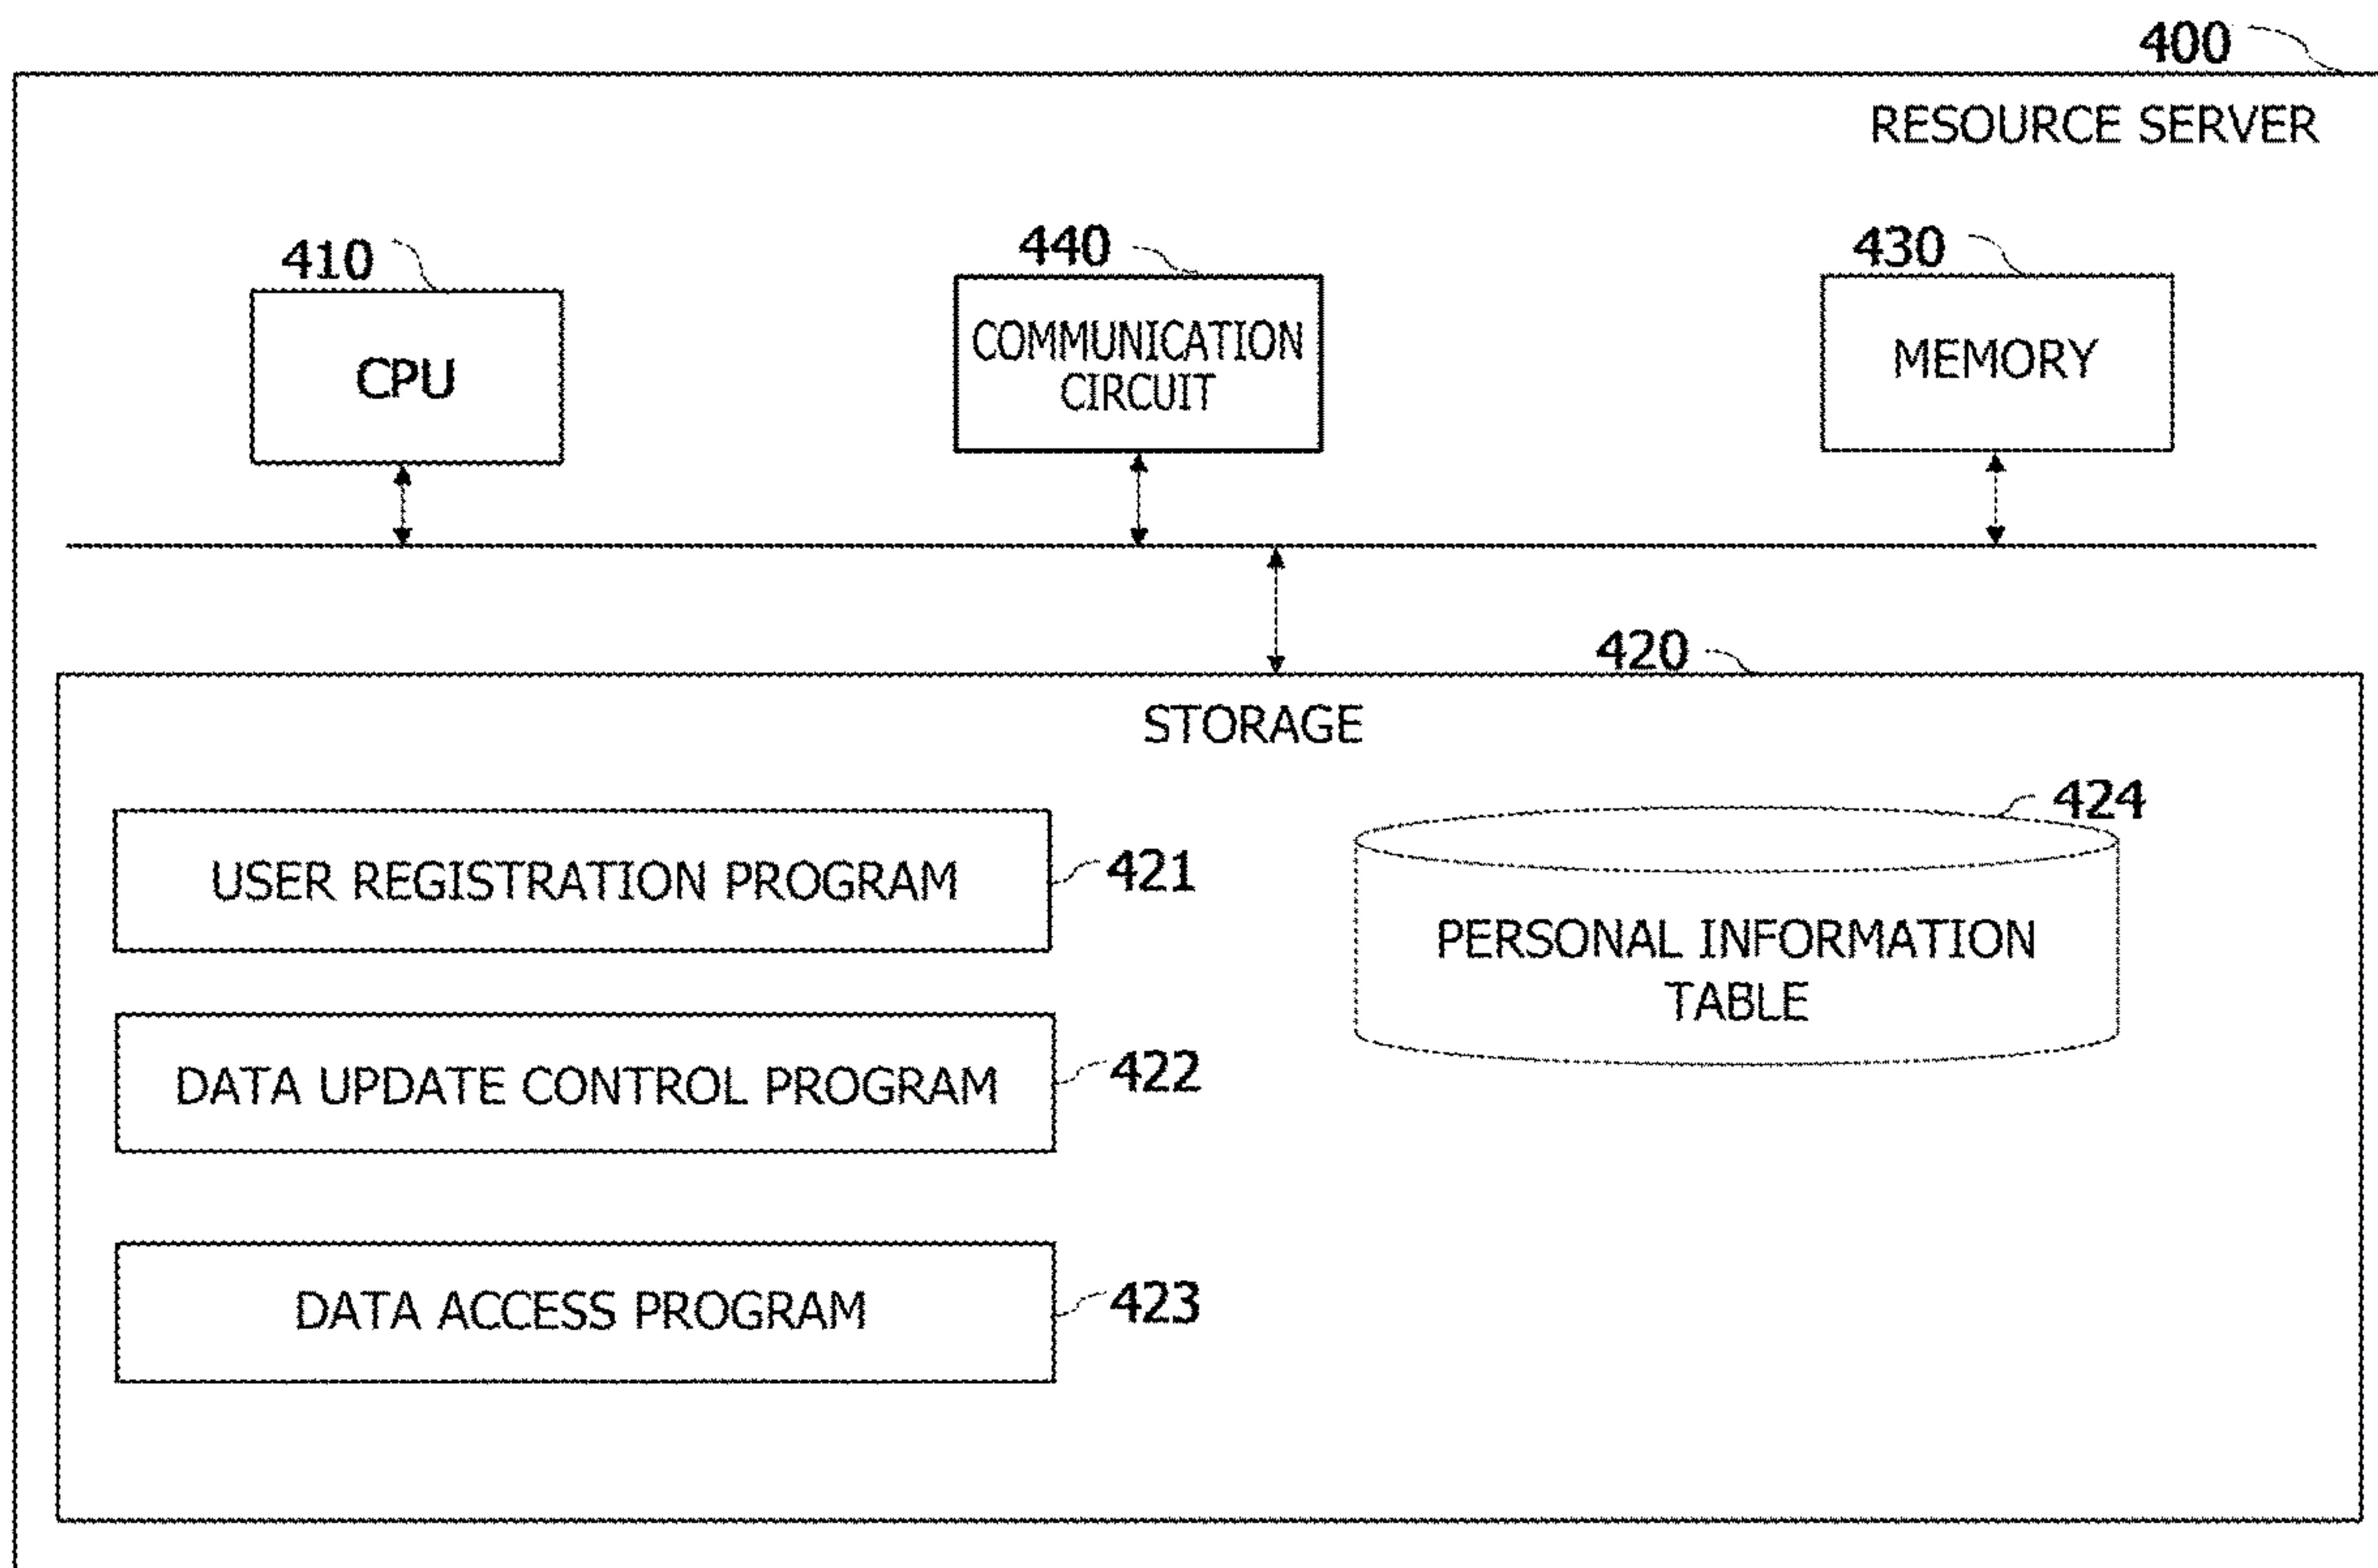 400
RESOURCE SERVER
410
440
430
CPU
COMMUNICATION
CIRCUIT
MEMORY
420
STORAGE
USER REGISTRATION PROGRAM
421
424
PERSONAL INFORMATION
TABLE
DATA UPDATE CONTROL PROGRAM
422
DATA ACCESS PROGRAM
423